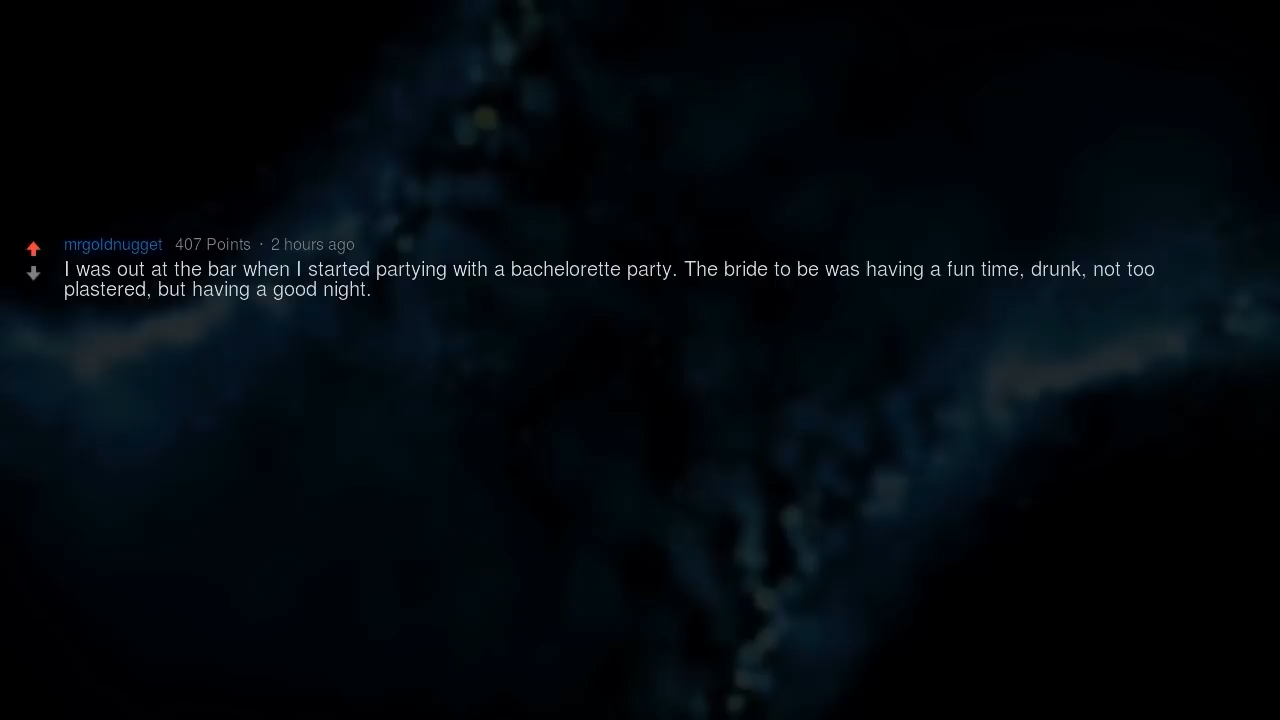 mrgoldnugget 407 Points · 2 hours ago
I was out at the bar when I started partying with a bachelorette party. The bride to be was having a fun time, drunk, not too
plastered, but having a good night.